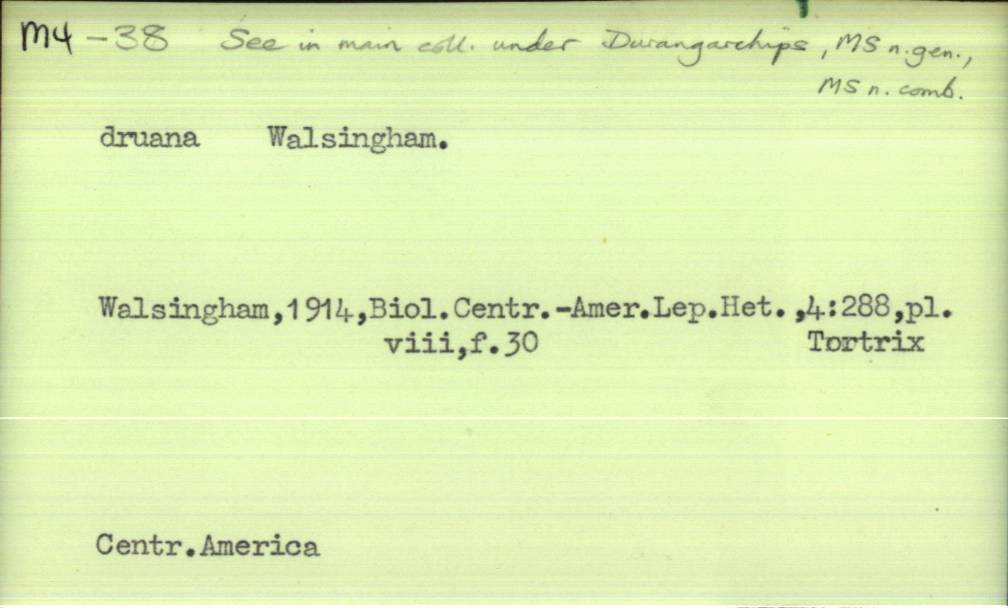 M4-38 See in main coll. under Durangarchips, MS n.gen.,
MS n. comb.
druana Walsingham.
Walsingham,1914,Biol.Centr.-Amer.Lep.Het.,4:288,pl.
viii,f.30 Tortrix
Centr.America